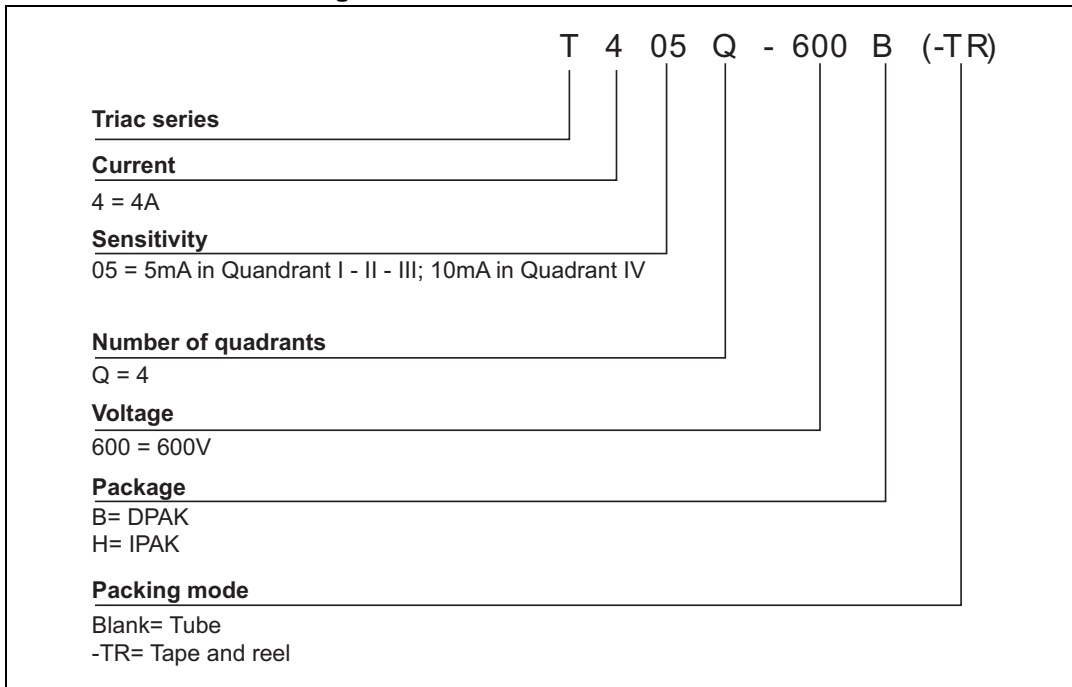 T 4 05 Q - 600 B (-TR)
Triac series
Current
4 = 4A
Sensitivity
05 = 5mA in Quandrant I - II - III; 10mA in Quadrant IV
Number of quadrants
Q = 4
Voltage
600 = 600V
Package
B= DPAK
H= IPAK
Packing mode
Blank= Tube
-TR= Tape and reel